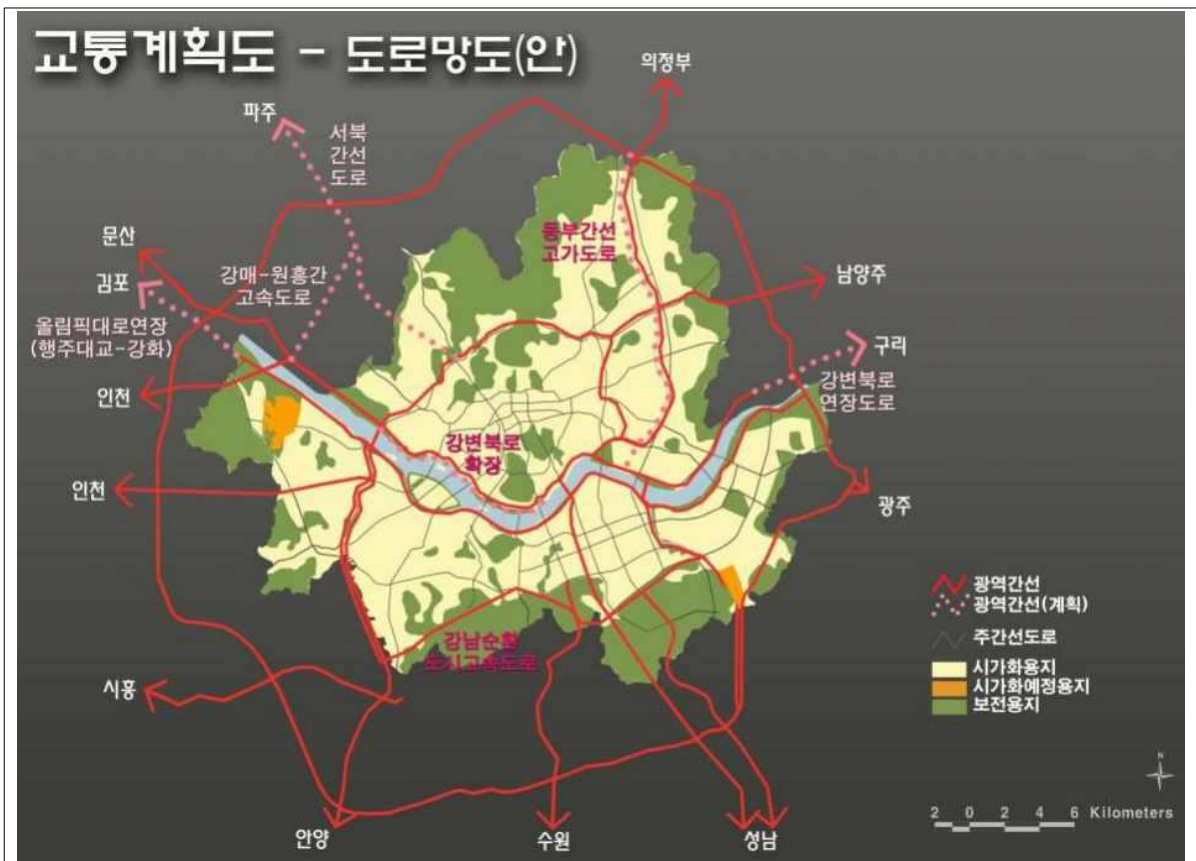 교통계획도 - 도로망도(안)
의정부
파주
서북
간선
도로
문산
동부간선
고가도로
강매-원흥간
고속도로
남양주
김포
올림픽대로연장
(행주대교-강화)
구리
강변북로
연장도로
인천
강변북로
확장
인천
광주
광역간선
광역간선(계획)
주간선도로
시가화용지
시가화예정용지
보전용지
강남순환
도시고속도로
시흥
N
2 0 2 4 6 Kilometers
안양
수원
성남